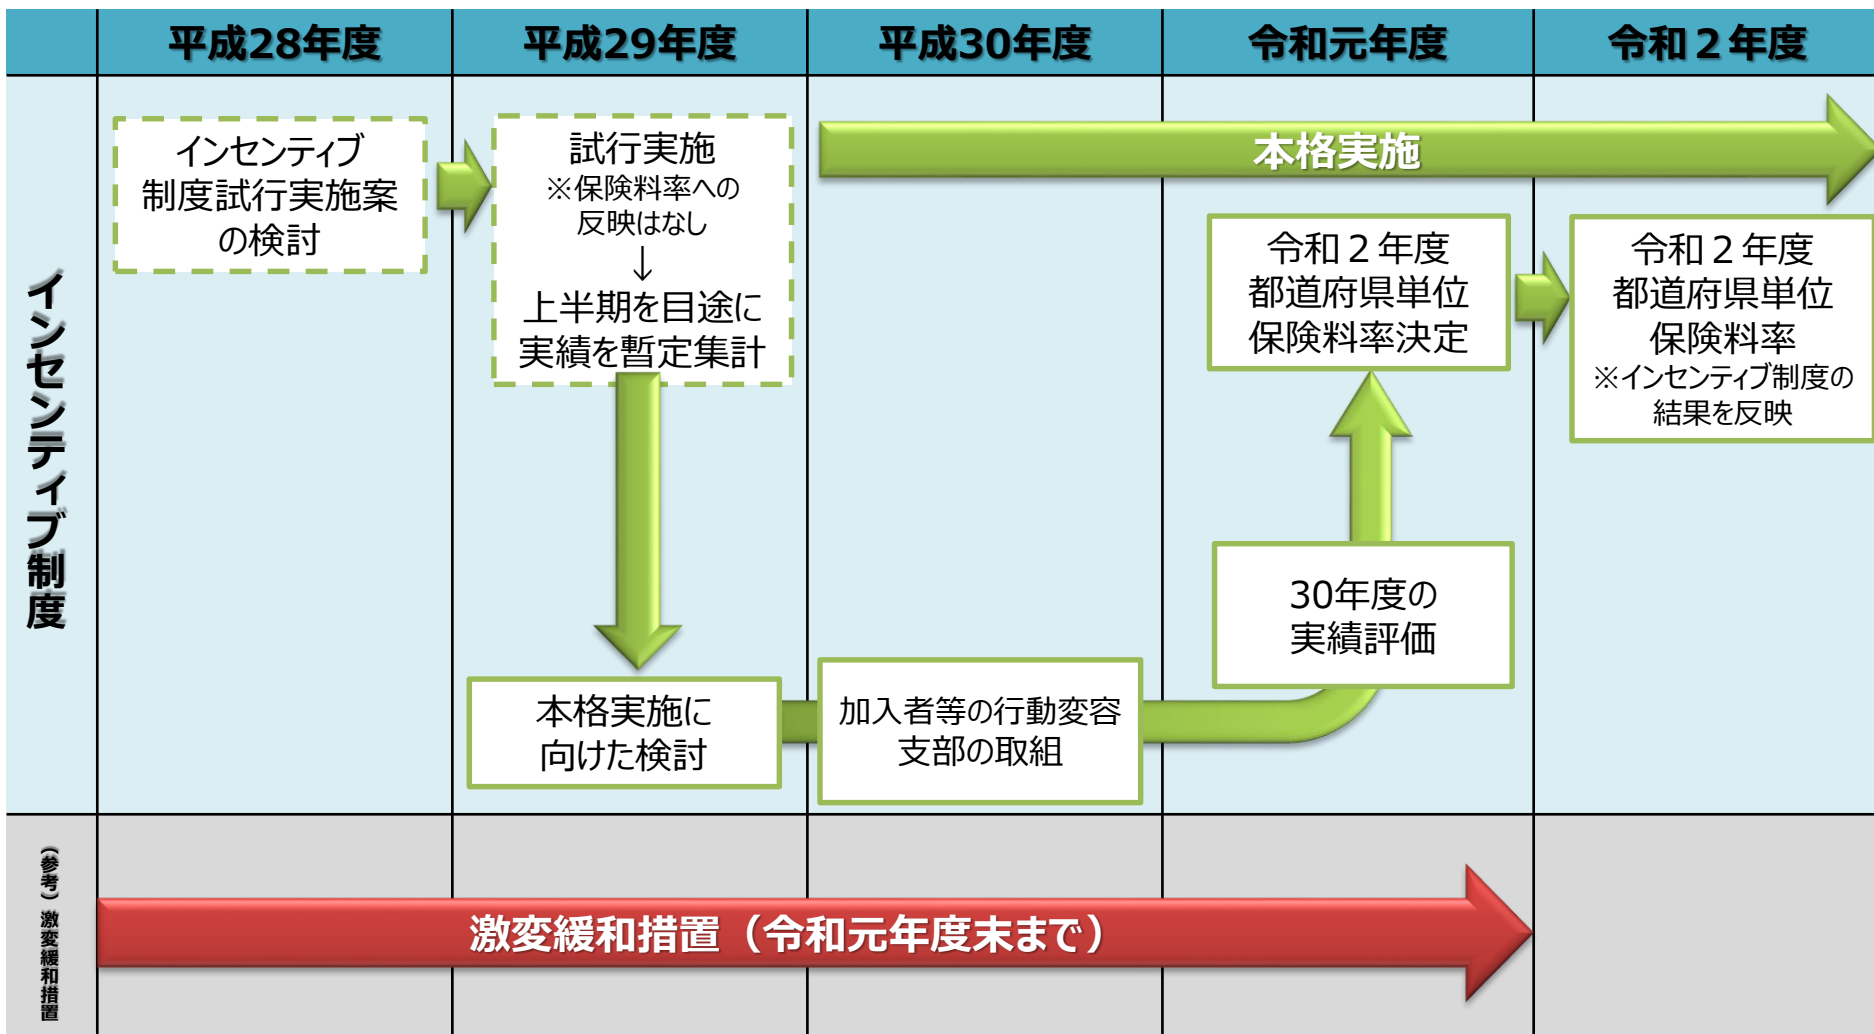 平成28年度
平成29年度
平成30年度
令和元年度
令和２年度
インセンティブ制度
インセンティブ
制度試行実施案
の検討
試行実施
※保険料率への
反映はなし
↓
上半期を目途に
実績を暫定集計
本格実施に
向けた検討
本格実施
加入者等の行動変容
支部の取組
令和２年度
都道府県単位
保険料率決定
30年度の
実績評価
令和２年度
都道府県単位
保険料率
※インセンティブ制度の
結果を反映
（参考）激変緩和措置
激変緩和措置（令和元年度末まで）